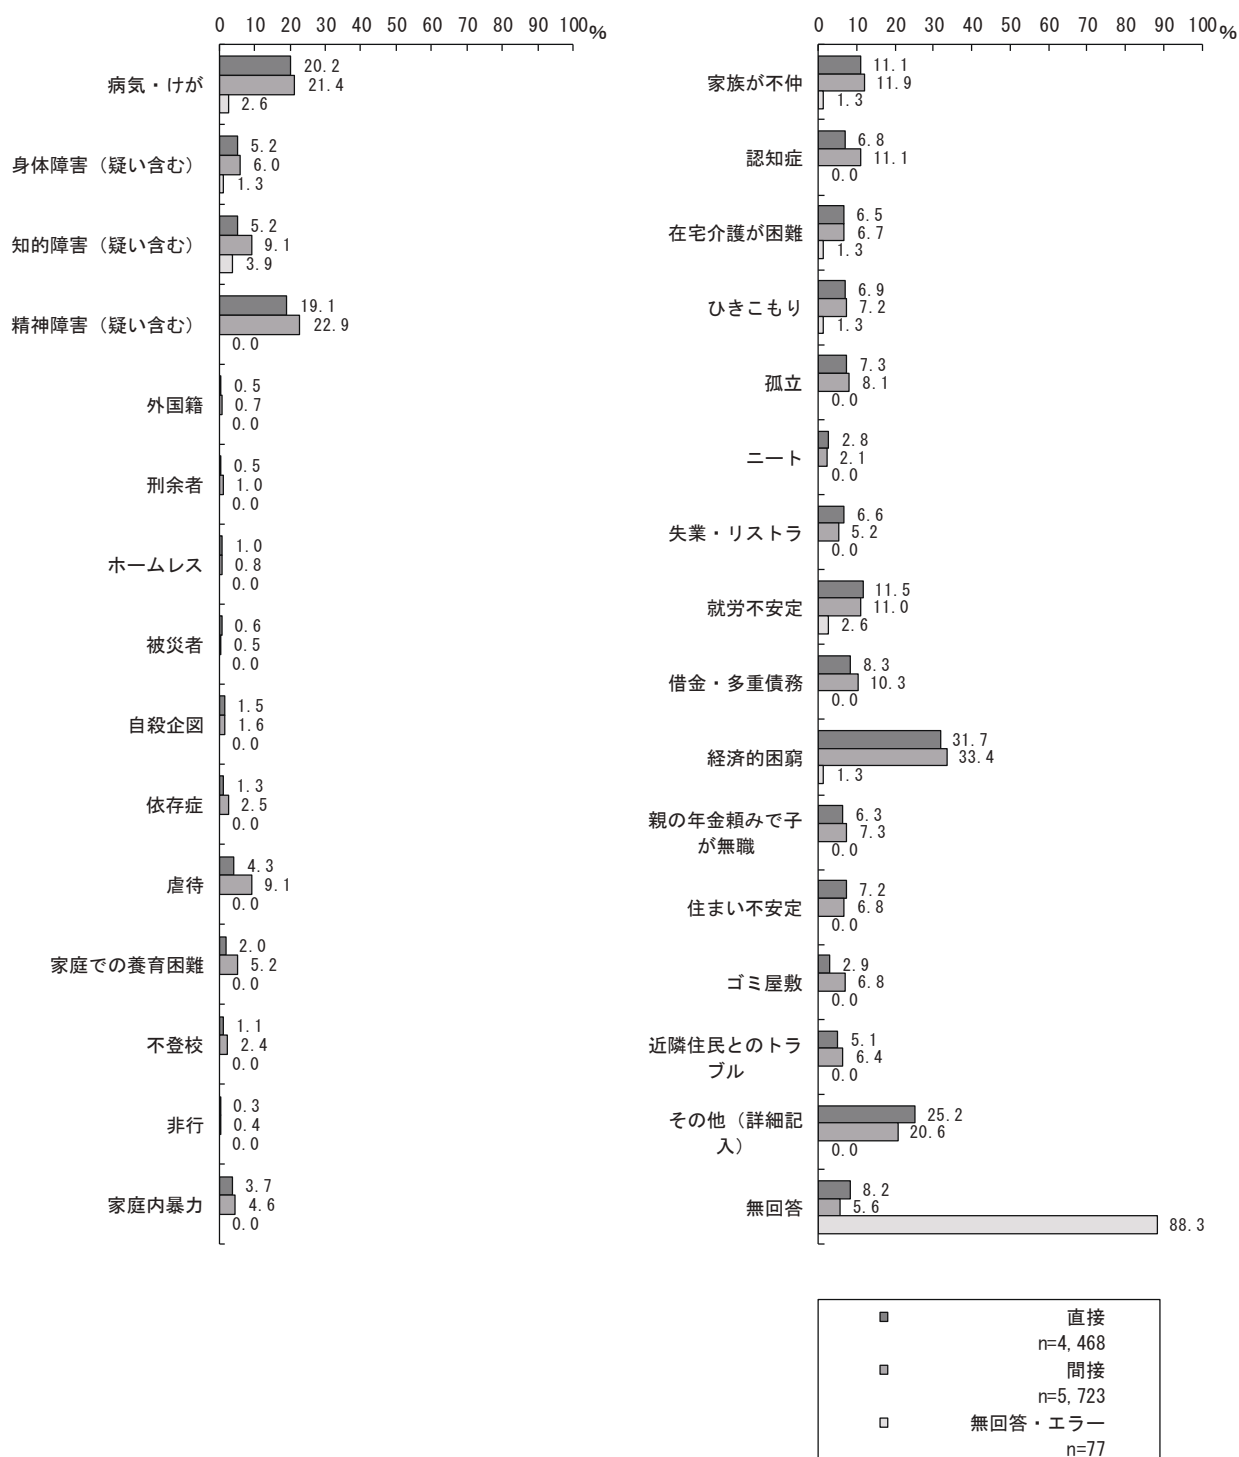 0 10 20 30 40 50 60 70 80 90 100%
病気・けが
20.2
21.4
2.6
身体障害（疑い含む）
5.2
6.0
1.3
知的障害（疑い含む）
5.2
9.1
3.9
精神障害（疑い含む）
19.1
22.9
0.0
外国籍
0.5
0.7
0.0
刑余者
0.5
1.0
0.0
ホームレス
1.0
0.8
0.0
被災者
0.6
0.5
0.0
自殺企図
1.5
1.6
0.0
依存症
1.3
2.5
0.0
虐待
4.3
9.1
0.0
家庭での養育困難
2.0
5.2
0.0
不登校
1.1
2.4
0.0
非行
0.3
0.4
0.0
家庭内暴力
3.7
4.6
0.0
0 10 20 30 40 50 60 70 80 90 100%
家族が不仲
11.1
11.9
1.3
認知症
6.8
11.1
0.0
在宅介護が困難
6.5
6.7
1.3
ひきこもり
6.9
7.2
1.3
孤立
7.3
8.1
0.0
ニート
2.8
2.1
0.0
失業・リストラ
6.6
5.2
0.0
就労不安定
11.5
11.0
2.6
借金・多重債務
8.3
10.3
0.0
経済的困窮
31.7
33.4
1.3
親の年金頼みで子
が無職
6.3
7.3
0.0
住まい不安定
7.2
6.8
0.0
ゴミ屋敷
2.9
6.8
0.0
近隣住民とのトラ
ブル
5.1
6.4
0.0
その他（詳細記
入）
25.2
20.6
0.0
無回答
8.2
5.6
88.3
直接
n=4,468
間接
n=5,723
無回答・エラー
n=77